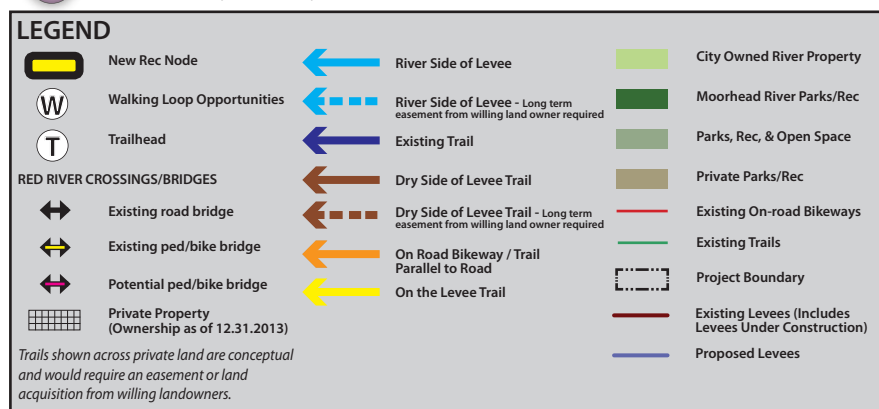 LEGEND
New Rec Node
W
Walking Loop Opportunities
T
Trailhead
RED RIVER CROSSINGS/BRIDGES
Existing road bridge
Existing ped/bike bridge
Potential ped/bike bridge
Private Property
(Ownership as of 12.31.2013)
Trails shown across private land are conceptual
and would require an easement or land
acquisition from willing landowners.
River Side of Levee
River Side of Levee - Long term
easement from willing land owner required
Existing Trail
Dry Side of Levee Trail
Dry Side of Levee Trail - Long term
easement from willing land owner required
On Road Bikeway / Trail
Parallel to Road
On the Levee Trail
City Owned River Property
Moorhead River Parks/Rec
Parks, Rec, & Open Space
Private Parks/Rec
Existing On-road Bikeways
Existing Trails
Project Boundary
Existing Levees (Includes
Levees Under Construction)
Proposed Levees